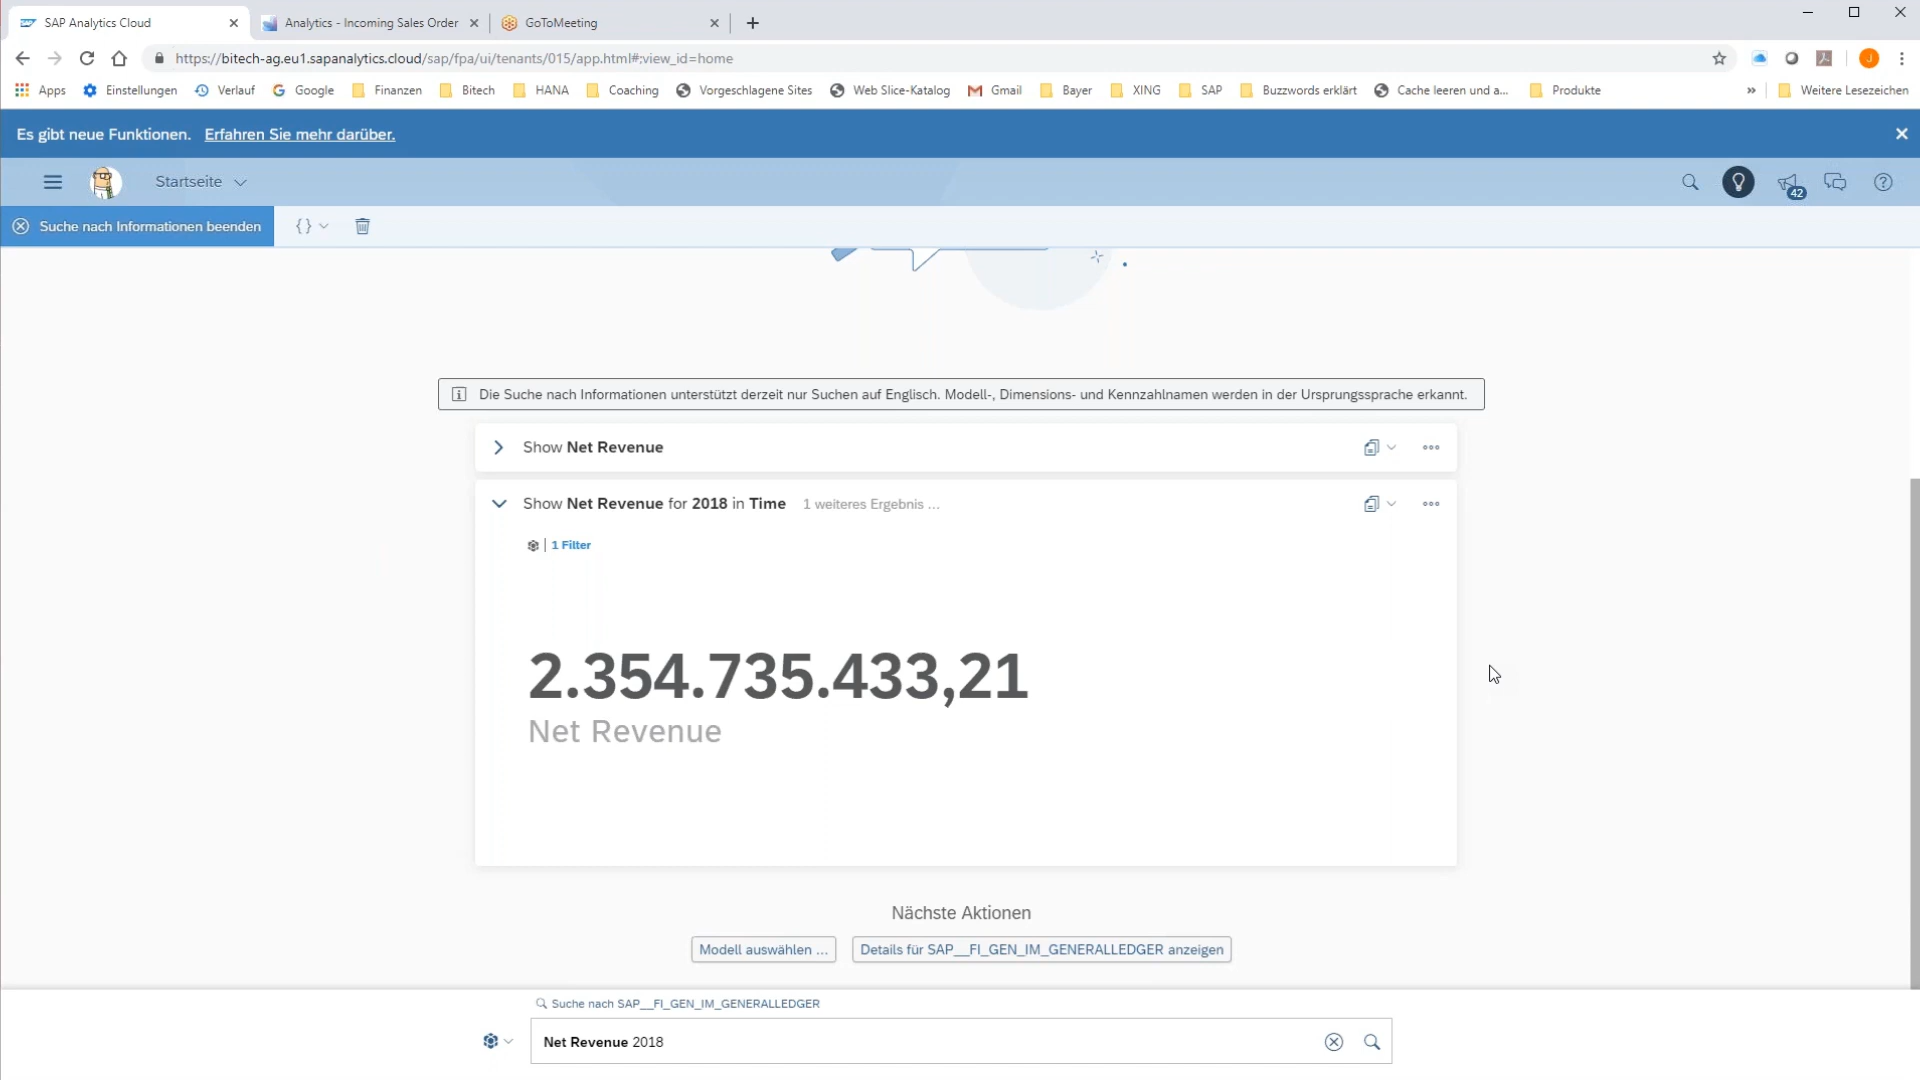 SAP Analytics Cloud
Analytics - Incoming Sales Order
GoToMeeting
https://bitech-ag.eu1.sapanalytics.cloud/sap/fpa/ui/tenants/015/app.html#;view_id=home
J
Apps Einstellungen Verlauf Google Finanzen Bitech HANA Coaching Vorgeschlagene Sites Web Slice-Katalog Gmail Bayer XING SAP Buzzwords erklärt Cache leeren und a... Produkte » Weitere Lesezeichen
Es gibt neue Funktionen. Erfahren Sie mehr darüber.
Startseite
42
Suche nach Informationen beenden
Die Suche nach Informationen unterstützt derzeit nur Suchen auf Englisch. Modell-, Dimensions- und Kennzahlnamen werden in der Ursprungssprache erkannt.
Show Net Revenue
Show Net Revenue for 2018 in Time 1 weiteres Ergebnis ...
1 Filter
2.354.735.433,21
Net Revenue
Nächste Aktionen
Modell auswählen ...
Details für SAP__FI_GEN_IM_GENERALLEDGER anzeigen
Suche nach SAP__FI_GEN_IM_GENERALLEDGER
Net Revenue 2018